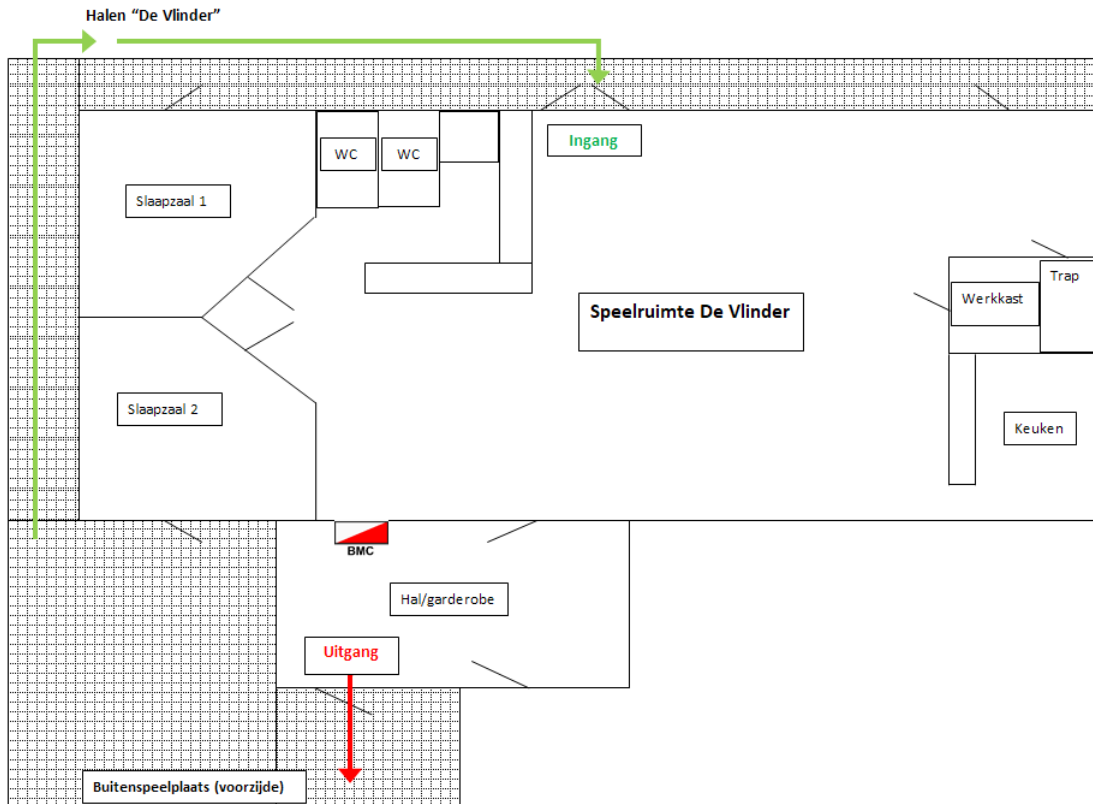 Halen “De Vlinder”
Ingang
WC
WC
Slaapzaal 1
Trap
Werkkast
Speelruimte De Vlinder
Slaapzaal 2
Keuken
BMC
Hal/garderobe
Uitgang
Buitenspeelplaats (voorzijde)